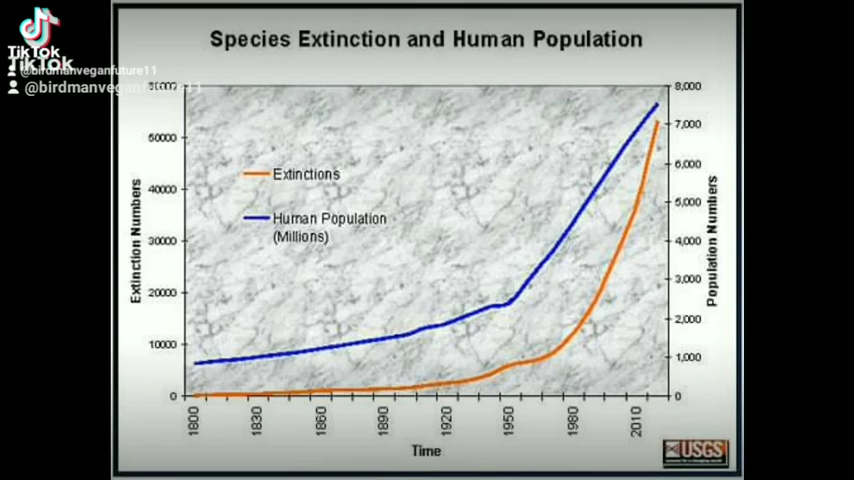 TikTok
TikTok
@birdmanveganfuture11
@birdmanvegan
Species Extinction and Human Population
Extinctions
Human Population
(Millions)
Extinction Numbers
50000
40000
30000
20000
10000
0
8,000
7,000
6,000
5,000
4,000
3,000
2,000
1,000
0
Population Numbers
1800
1830
1860
1890
1920
1950
1980
2010
Time
USGS